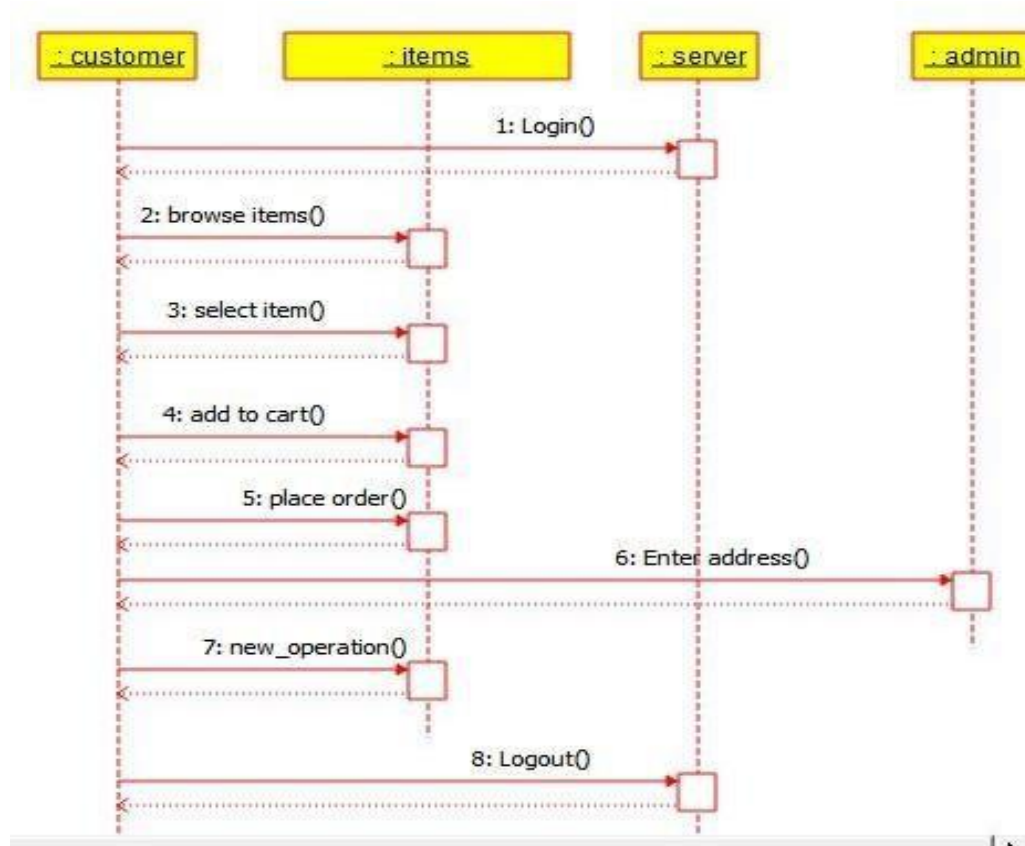 : customer
: items
: server
: admin
1: Login()
2: browse items()
3: select item()
4: add to cart()
5: place order()
6: Enter address()
7: new_operation()
8: Logout()